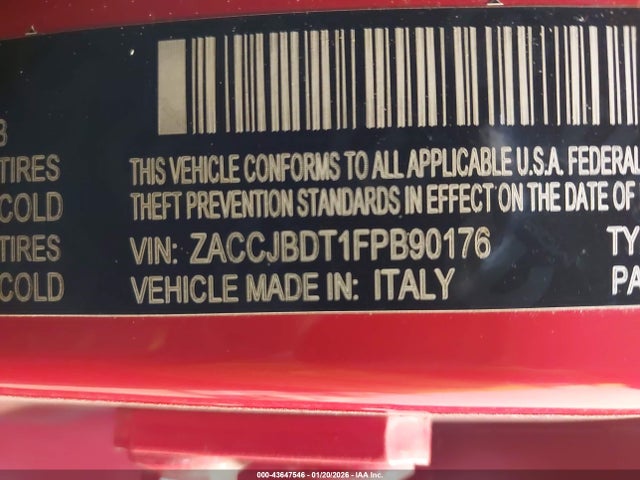 B
TIRES THIS VEHICLE CONFORMS TO ALL APPLICABLE U.S.A. FEDERAL
COLD THEFT PREVENTION STANDARDS IN EFFECT ON THE DATE OF
TIRES VIN: ZACCJBDT1FPB90176 TY
COLD VEHICLE MADE IN: ITALY PA
000-43647546 - 01/20/2026 - IAA Inc.